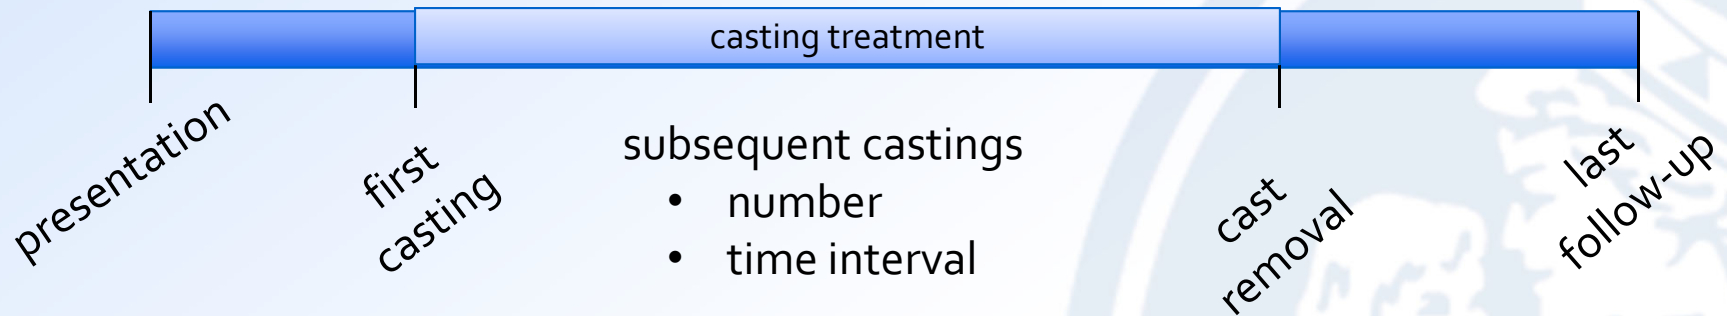 casting treatment
presentation
first
casting
subsequent castings
• number
• time interval
cast
removal
last
follow-up